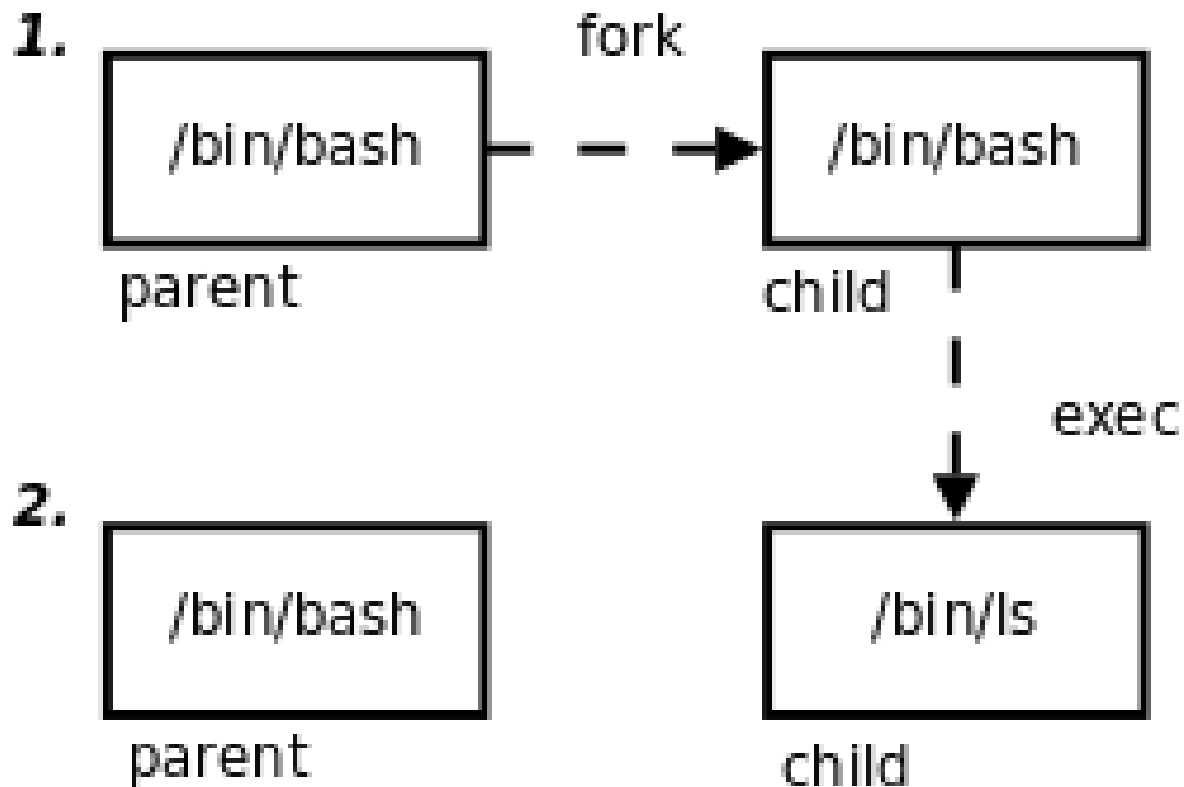 1.
fork
/bin/bash
/bin/bash
parent
child
exec
2.
/bin/bash
/bin/ls
parent
child